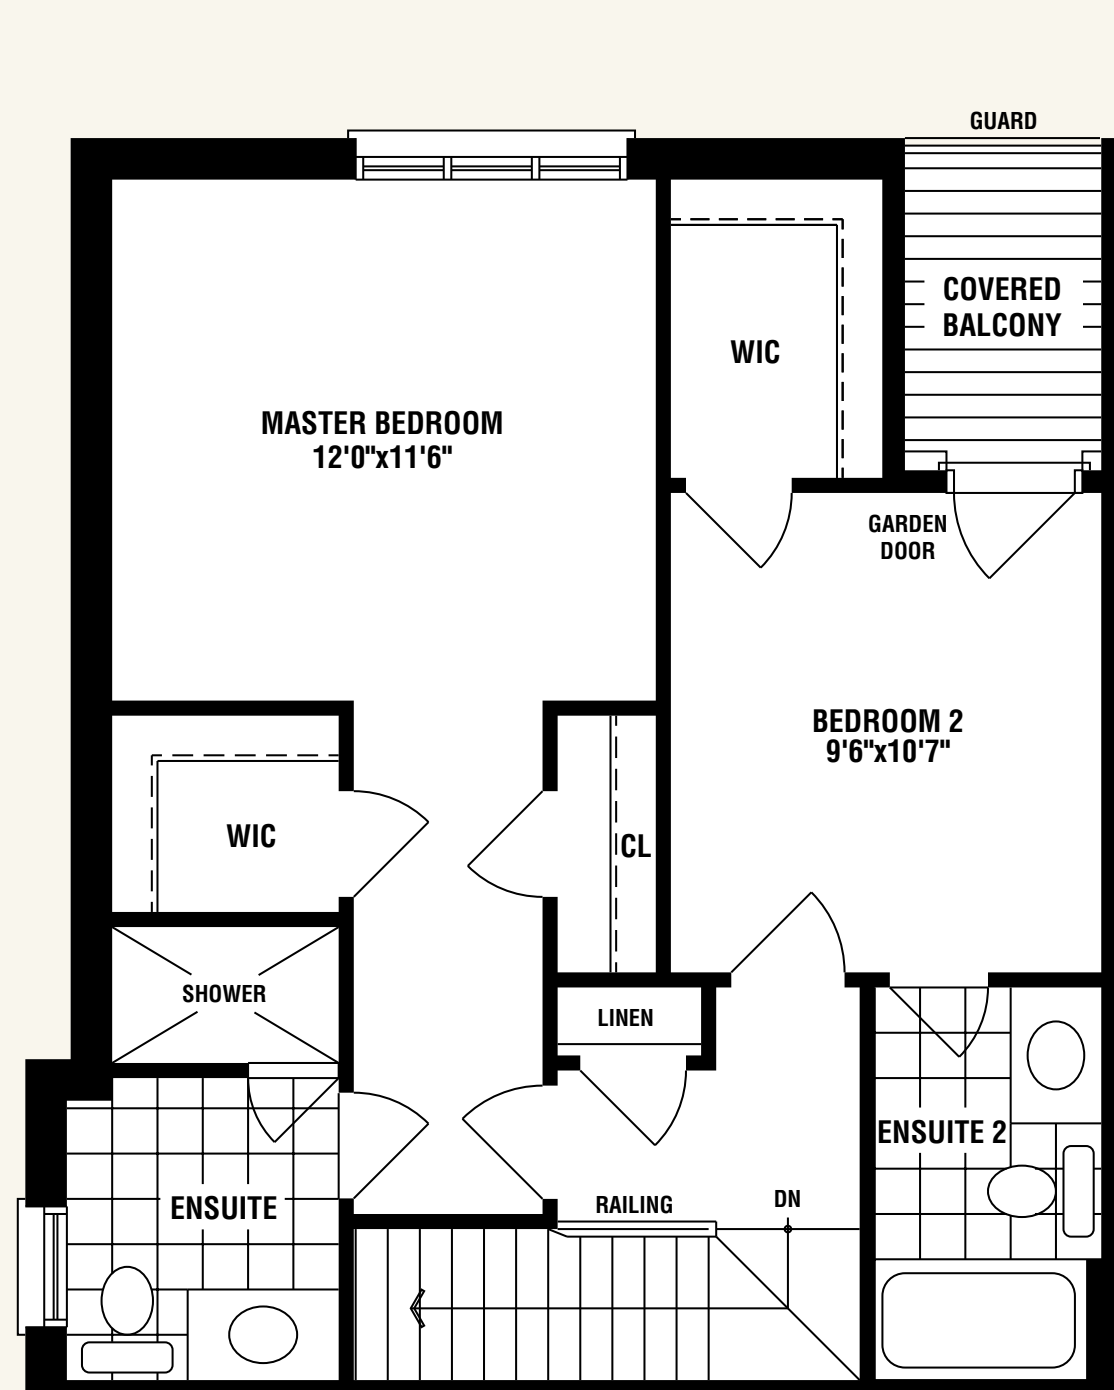 GUARD
COVERED
BALCONY
WIC
MASTER BEDROOM
12'0"x11'6"
GARDEN
DOOR
BEDROOM 2
9'6"x10'7"
WIC
CL
SHOWER
LINEN
ENSUITE 2
ENSUITE
RAILING
DN